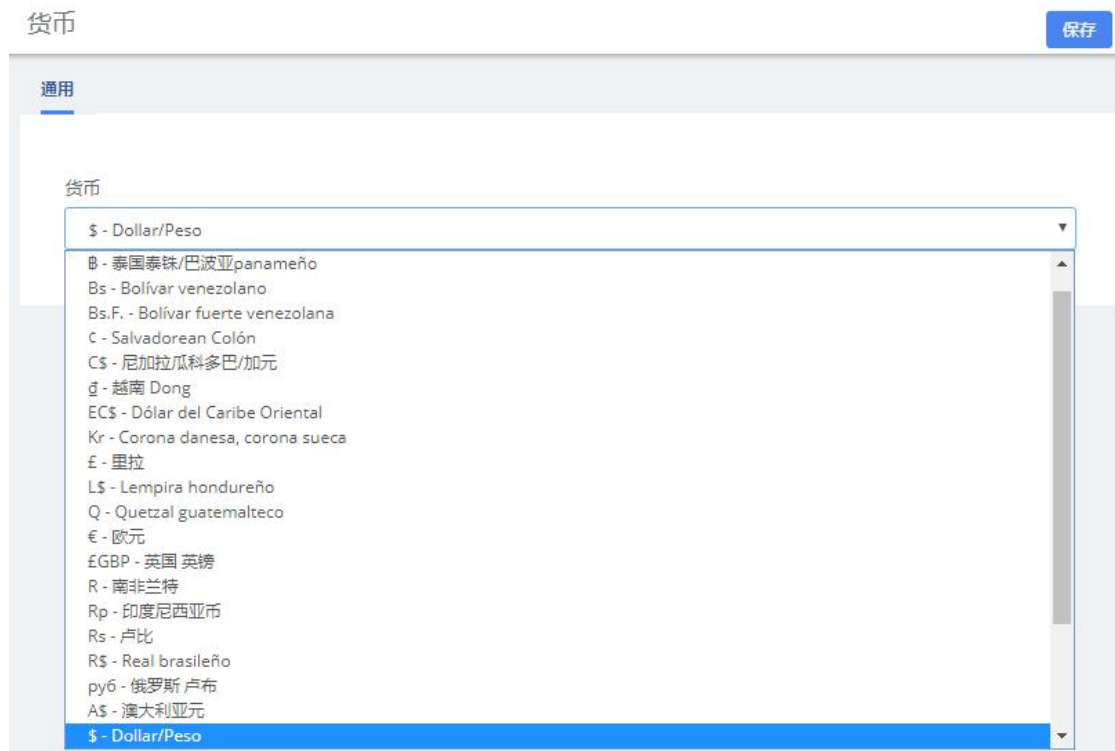 货币
保存
通用
货币
$ - Dollar/Peso
฿ - 泰国泰铢/巴波亚panameño
Bs - Bolívar venezolano
Bs.F. - Bolívar fuerte venezolana
¢ - Salvadorean Colón
C$ - 尼加拉瓜科多巴/加元
₫ - 越南 Dong
EC$ - Dólar del Caribe Oriental
Kr - Corona danesa, corona sueca
£ - 里拉
L$ - Lempira hondureño
Q - Quetzal guatemalteco
€ - 欧元
£GBP - 英国 英镑
R - 南非兰特
Rp - 印度尼西亚币
Rs - 卢比
R$ - Real brasileño
руб - 俄罗斯 卢布
A$ - 澳大利亚元
$ - Dollar/Peso